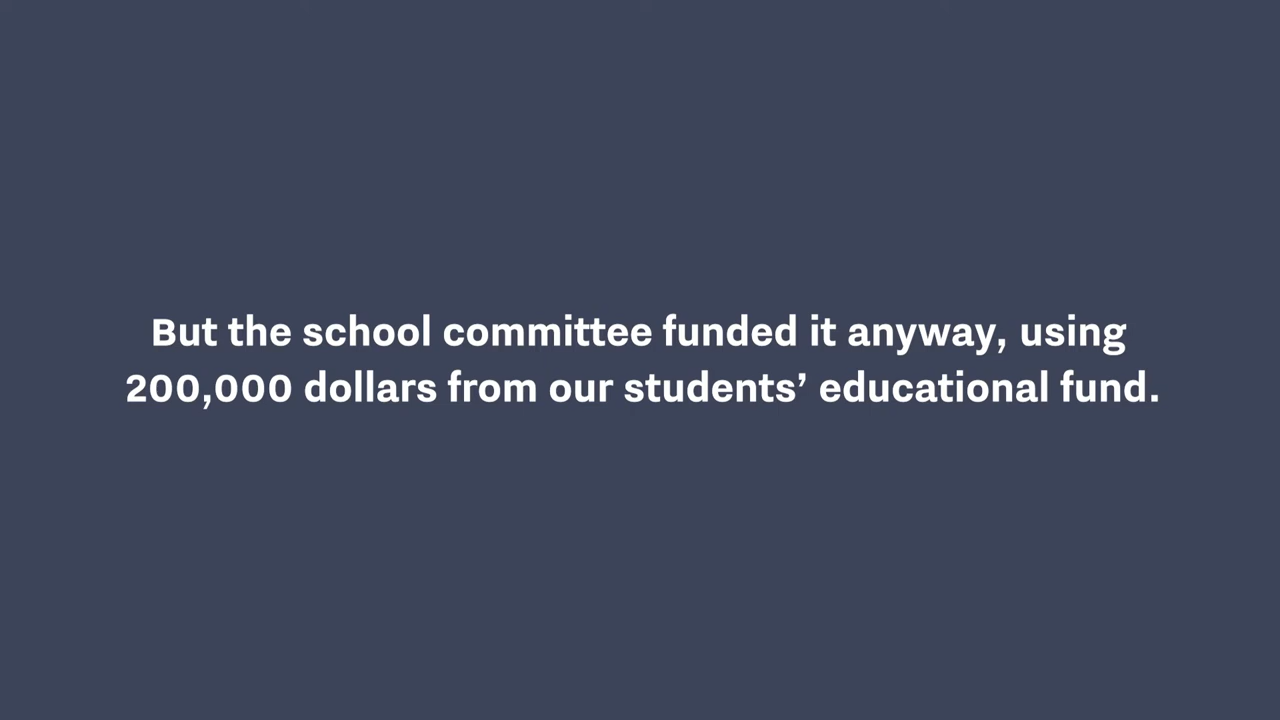 But the school committee funded it anyway, using
200,000 dollars from our students’ educational fund.